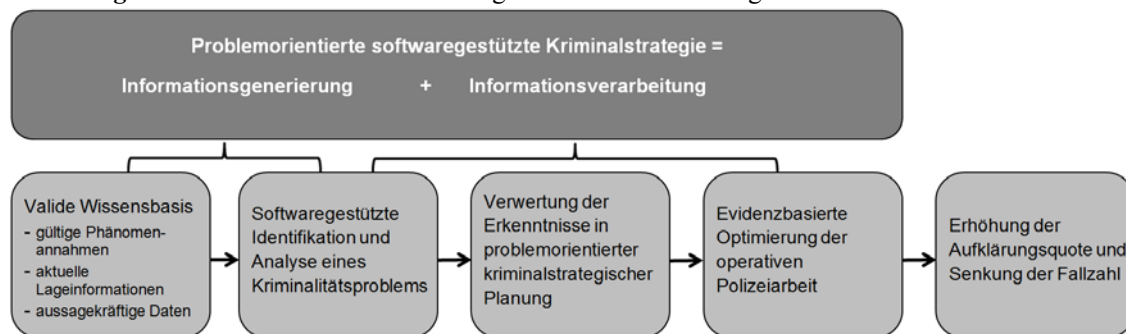 Problemorientierte softwaregestützte Kriminalstrategie =
Informationsgenerierung + Informationsverarbeitung
Valide Wissensbasis
- gültige Phänomen-
annahmen
- aktuelle
Lageinformationen
- aussagekräftige Daten
Softwaregestützte
Identifikation und
Analyse eines
Kriminalitätsproblems
Verwertung der
Erkenntnisse in
problemorientierter
kriminalstrategischer
Planung
Evidenzbasierte
Optimierung der
operativen
Polizeiarbeit
Erhöhung der
Aufklärungsquote und
Senkung der Fallzahl